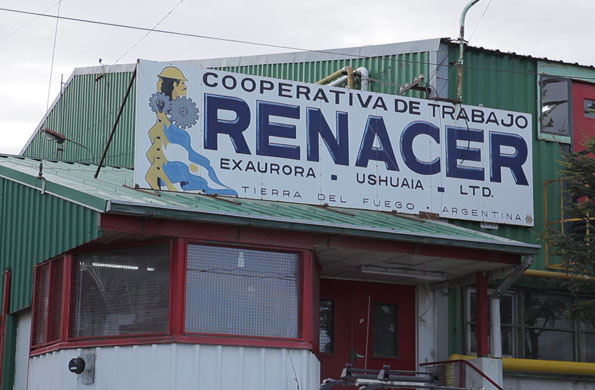 COOPERATIVA DE TRABAJO
RENACER
EXAURORA . USHUAIA . LTD.
TIERRA DEL FUEGO . ARGENTINA